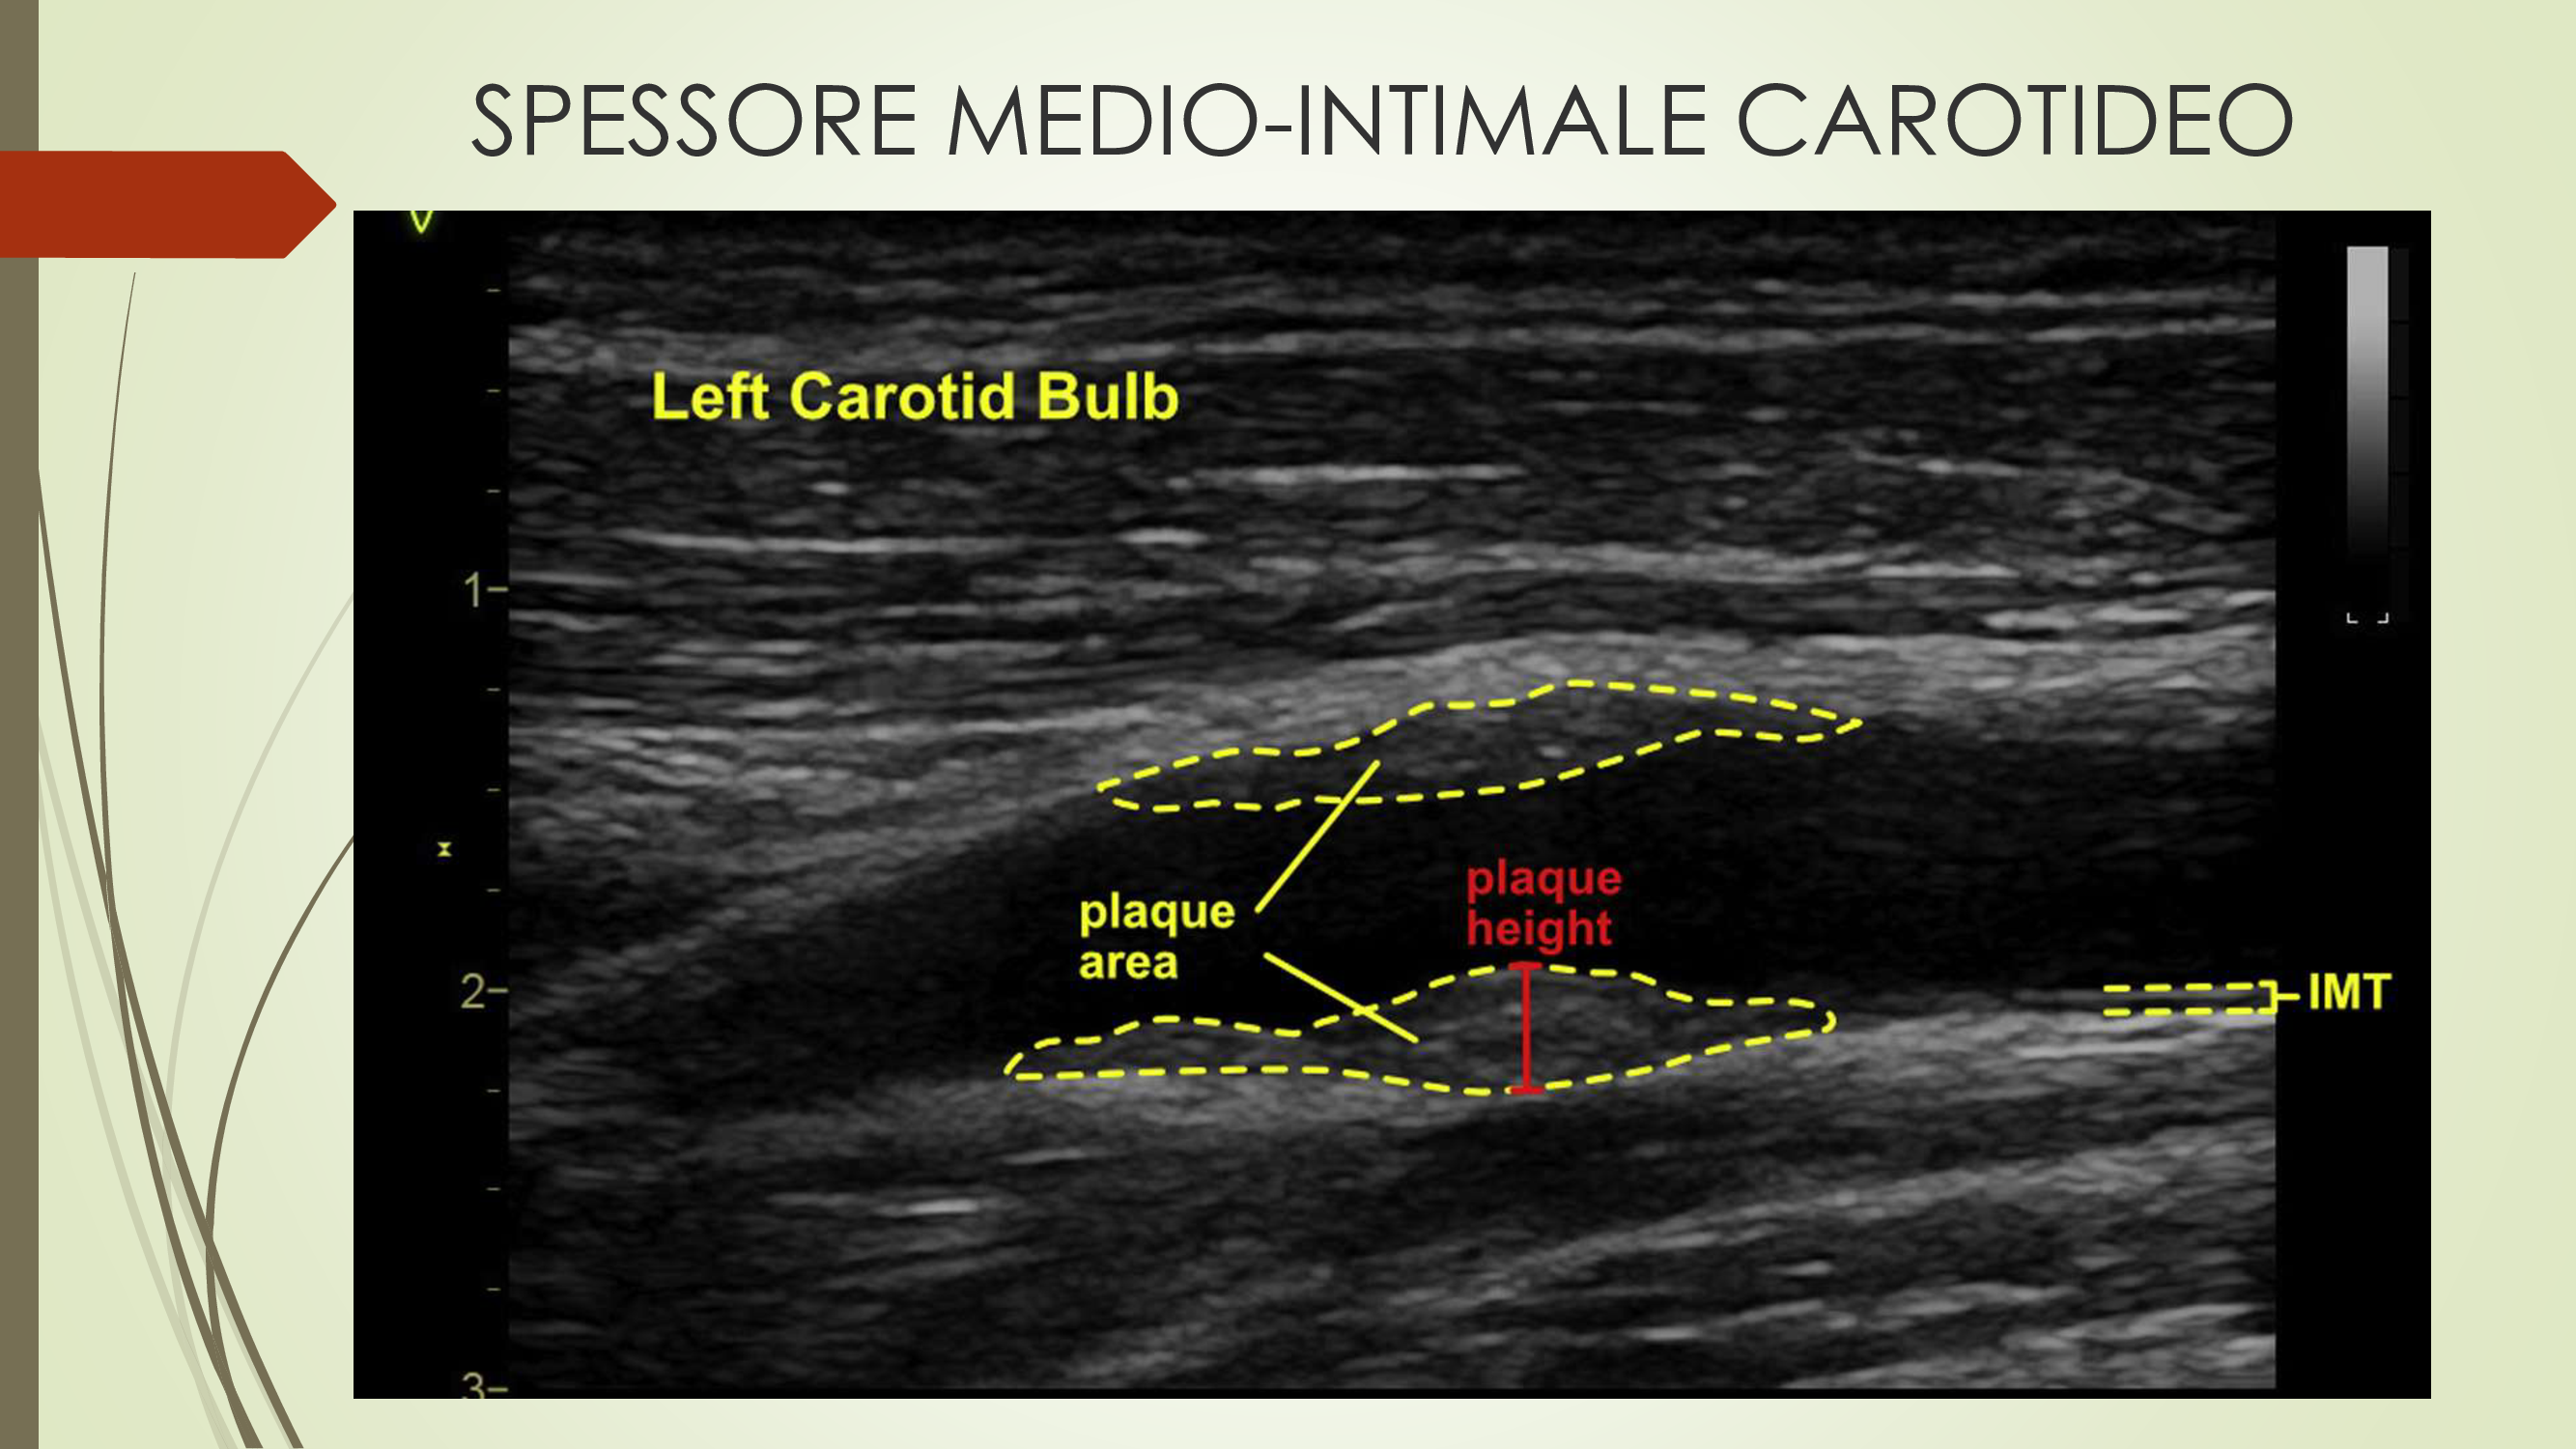 SPESSORE MEDIO-INTIMALE CAROTIDEO
V
Left Carotid Bulb
1
plaque
height
plaque
area
2
IMT
3